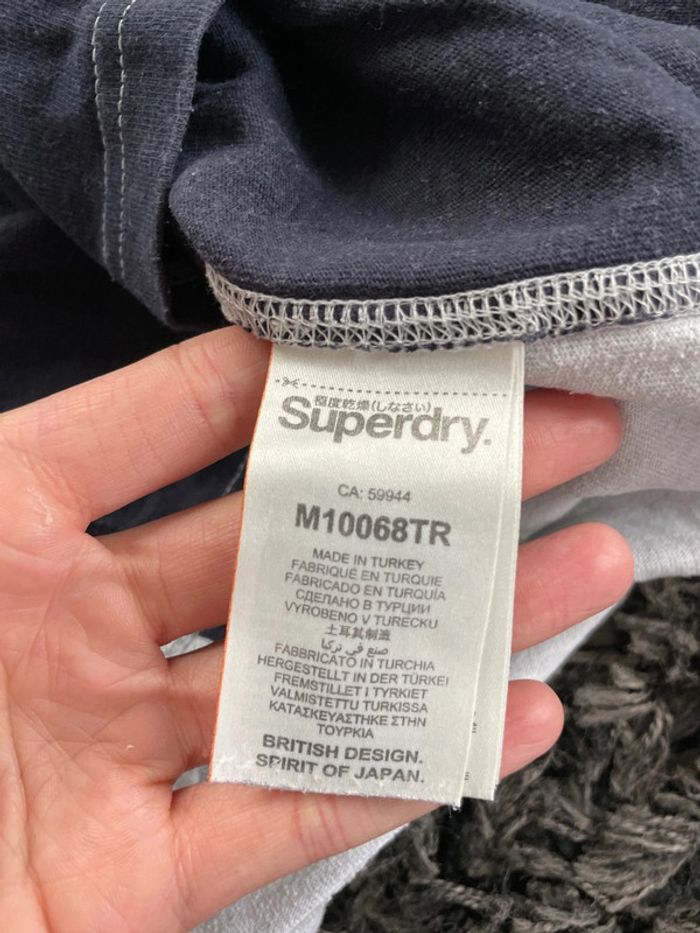 極度乾燥(しなさい)
Superdry.
CA: 59944
M10068TR
MADE IN TURKEY
FABRIQUÉ EN TURQUIE
FABRICADO EN TURQUÍA
СДЕЛАНО В ТУРЦИИ
VYROBENO V TURECKU
土耳其制造
صنع في تركيا
FABBRICATO IN TURCHIA
HERGESTELLT IN DER TÜRKEI
FREMSTILLET I TYRKIET
VALMISTETTU TURKISSA
ΚΑΤΑΣΚΕΥΑΣΤΗΚΕ ΣΤΗΝ
ΤΟΥΡΚΙΑ
BRITISH DESIGN.
SPIRIT OF JAPAN.